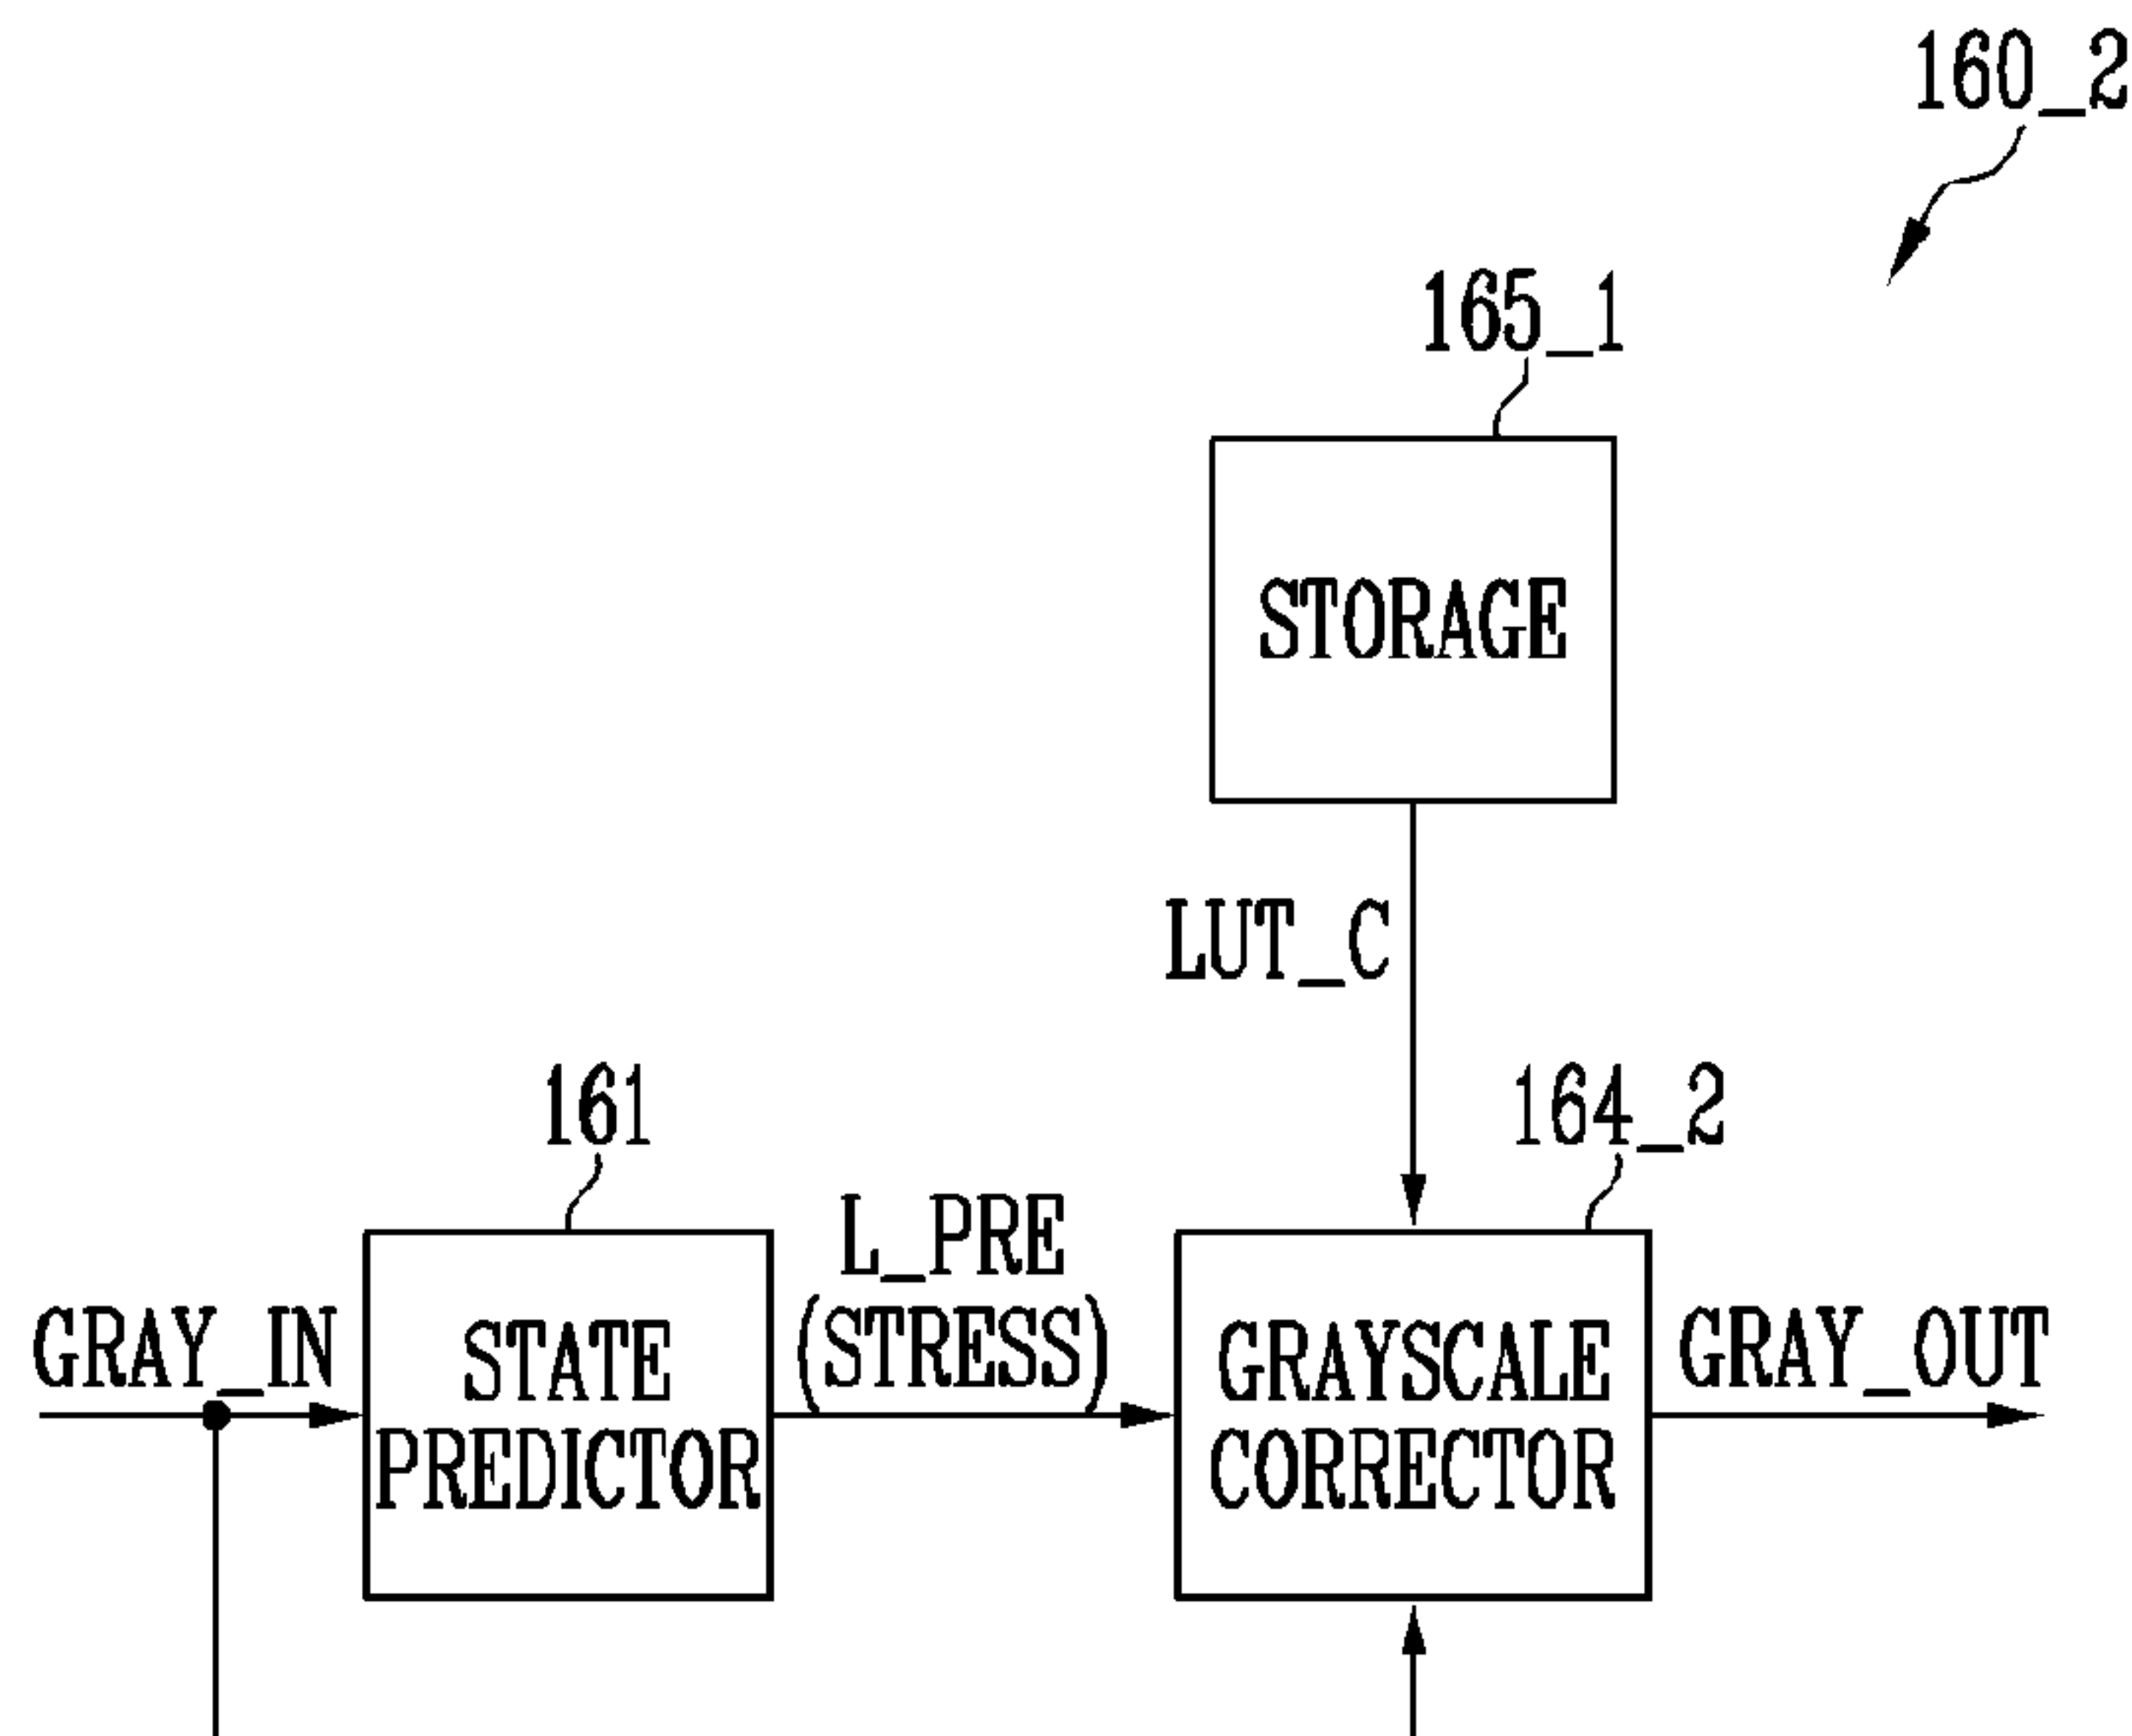 160_2
165_1
STORAGE
LUT_C
161
164_2
L_PRE
(STRESS)
GRAY_IN
STATE
PREDICTOR
GRAYSCALE
CORRECTOR
GRAY_OUT